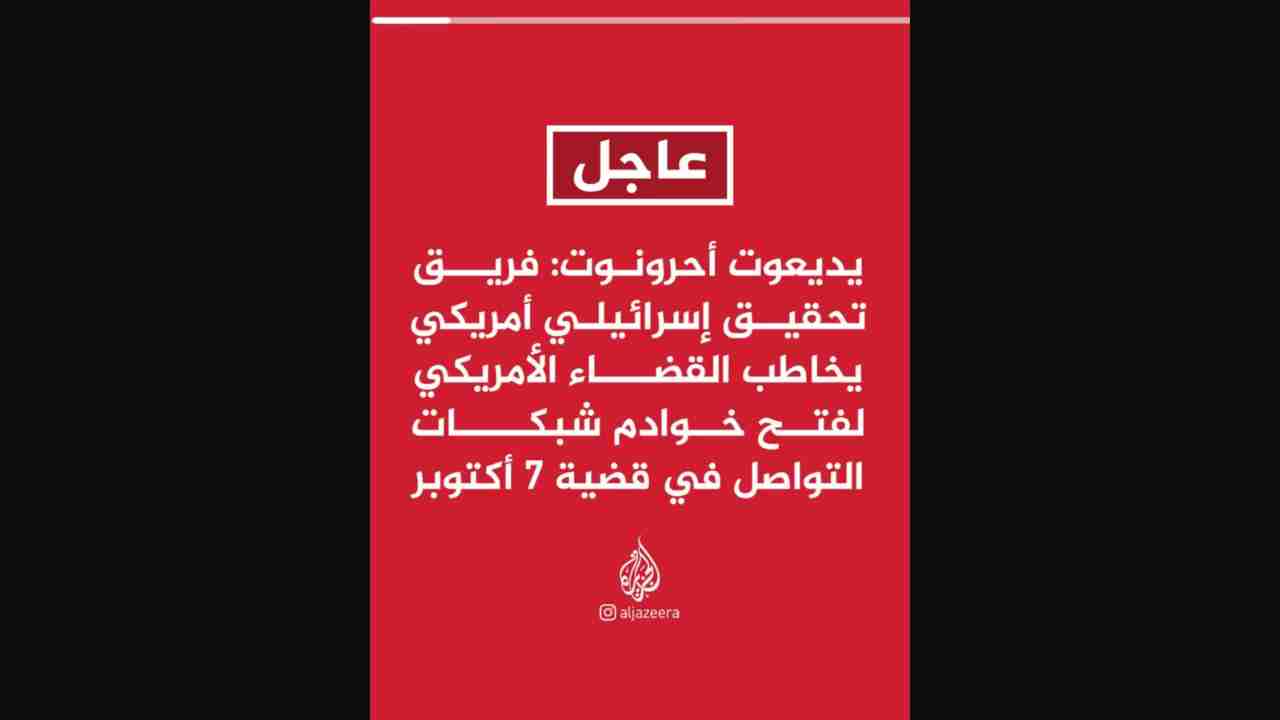 عاجل
يديعوت أحرونوت: فريق
تحقيق إسرائيلي أمريكي
يخاطب القضاء الأمريكي
لفتح خوادم شبكات
التواصل في قضية 7 أكتوبر
الجزيرة
aljazeera